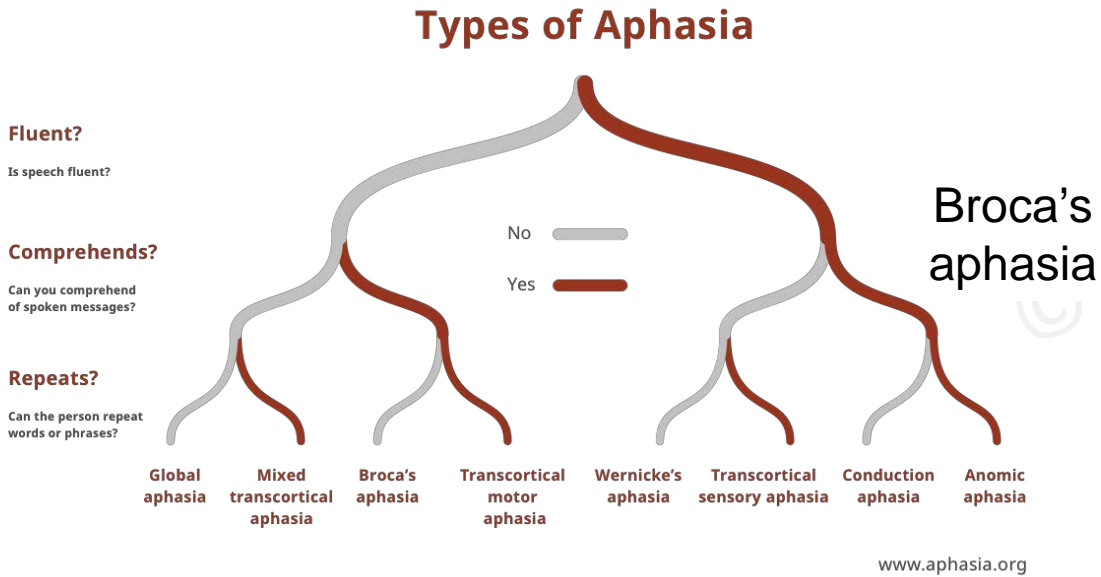 Types of Aphasia
Fluent?
Is speech fluent?
Comprehends?
Can you comprehend
of spoken messages?
Repeats?
Can the person repeat
words or phrases?
No
Yes
Broca’s
aphasia
Global
aphasia
Mixed
transcortical
aphasia
Broca’s
aphasia
Transcortical
motor
aphasia
Wernicke’s
aphasia
Transcortical
sensory aphasia
Conduction
aphasia
Anomic
aphasia
www.aphasia.org